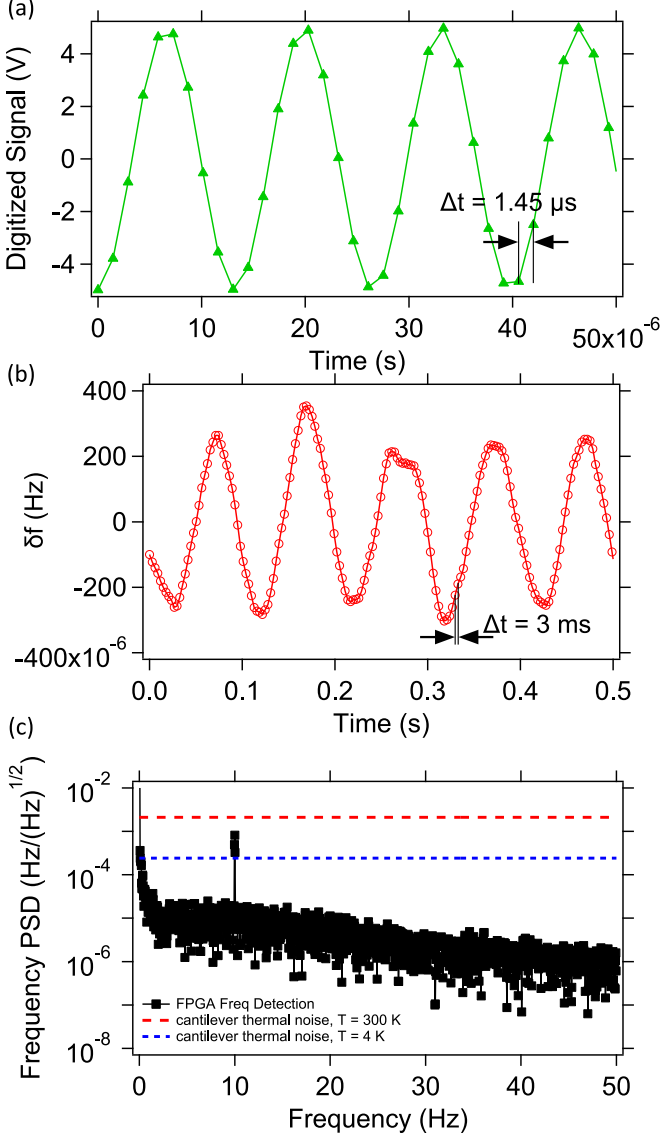 (a)
Digitized Signal (V)
4
2
0
-2
-4
Δt = 1.45 μs
0
10
20
30
40
50x10-6
Time (s)
(b)
δf (Hz)
400
200
0
-200
-400x10-6
Δt = 3 ms
0.0
0.1
0.2
0.3
0.4
0.5
Time (s)
(c)
Frequency PSD (Hz/(Hz)1/2)
10-2
10-4
10-6
10-8
FPGA Freq Detection
cantilever thermal noise, T = 300 K
cantilever thermal noise, T = 4 K
0
10
20
30
40
50
Frequency (Hz)